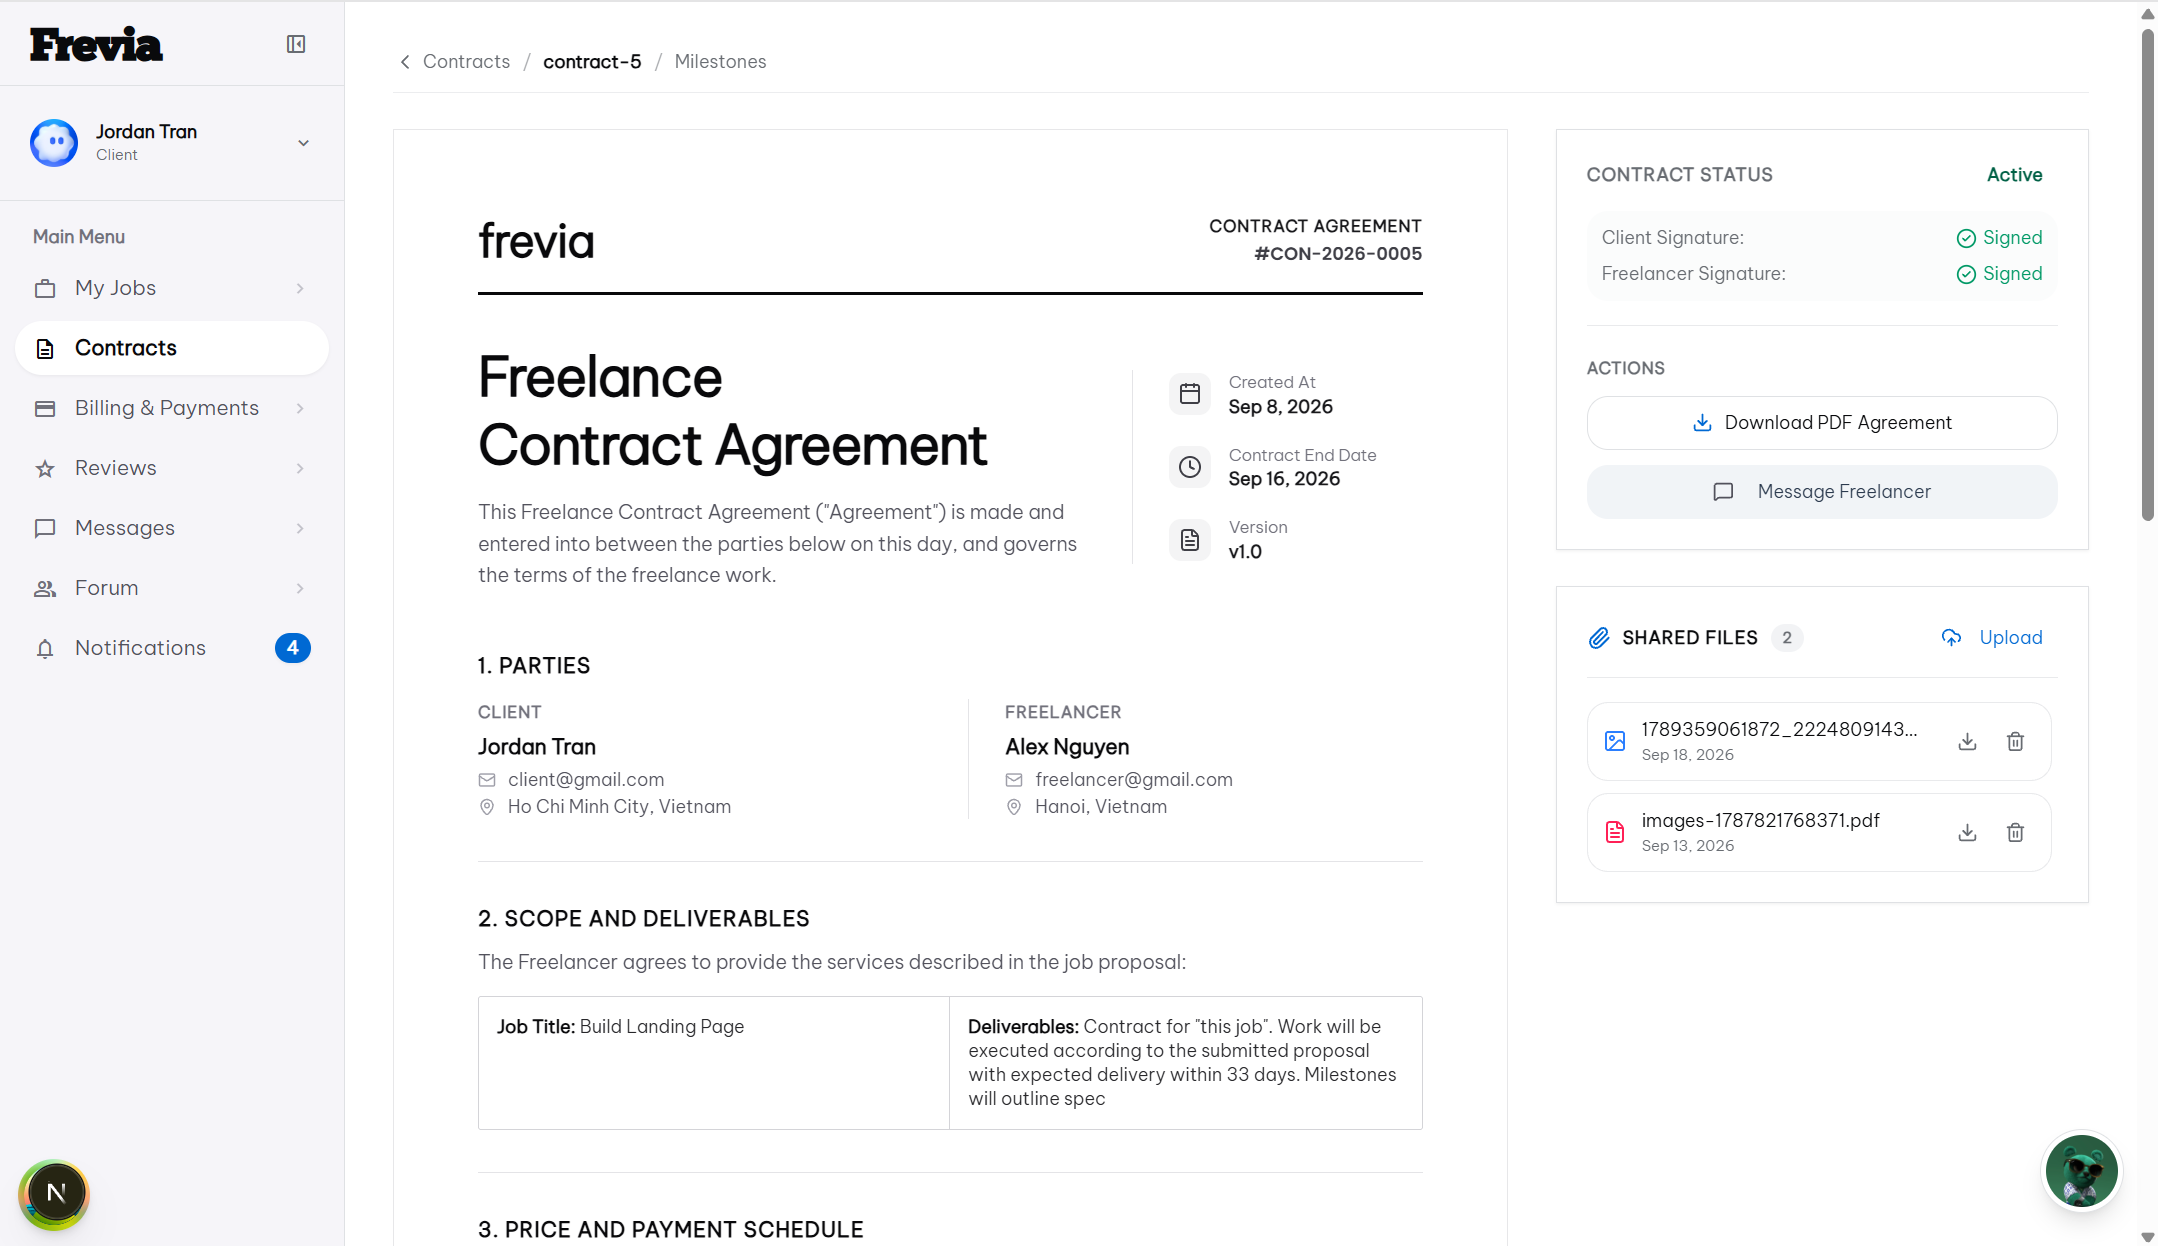 Frevia
Jordan Tran
Client
Main Menu
My Jobs
Contracts
Billing & Payments
Reviews
Messages
Forum
Notifications
4
N
Contracts / contract-5 / Milestones
frevia
CONTRACT AGREEMENT
#CON-2026-0005
Freelance
Contract Agreement
This Freelance Contract Agreement ("Agreement") is made and
entered into between the parties below on this day, and governs
the terms of the freelance work.
Created At
Sep 8, 2026
Contract End Date
Sep 16, 2026
Version
v1.0
1. PARTIES
CLIENT
Jordan Tran
client@gmail.com
Ho Chi Minh City, Vietnam
FREELANCER
Alex Nguyen
freelancer@gmail.com
Hanoi, Vietnam
2. SCOPE AND DELIVERABLES
The Freelancer agrees to provide the services described in the job proposal:
Job Title: Build Landing Page
Deliverables: Contract for "this job". Work will be
executed according to the submitted proposal
with expected delivery within 33 days. Milestones
will outline spec
3. PRICE AND PAYMENT SCHEDULE
CONTRACT STATUS
Active
Client Signature:
Signed
Freelancer Signature:
Signed
ACTIONS
Download PDF Agreement
Message Freelancer
SHARED FILES 2
Upload
1789359061872_2224809143...
Sep 18, 2026
images-1787821768371.pdf
Sep 13, 2026